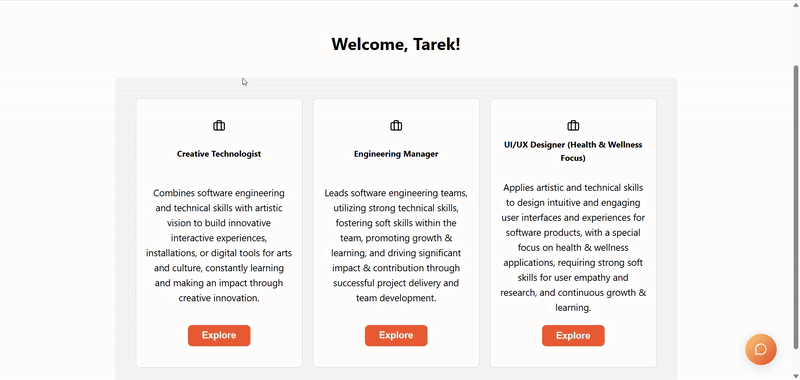 Welcome, Tarek!
Creative Technologist
Combines software engineering
and technical skills with artistic
vision to build innovative
interactive experiences,
installations, or digital tools for arts
and culture, constantly learning
and making an impact through
creative innovation.
Explore
Engineering Manager
Leads software engineering teams,
utilizing strong technical skills,
fostering soft skills within the
team, promoting growth &
learning, and driving significant
impact & contribution through
successful project delivery and
team development.
Explore
UI/UX Designer (Health & Wellness
Focus)
Applies artistic and technical skills
to design intuitive and engaging
user interfaces and experiences for
software products, with a special
focus on health & wellness
applications, requiring strong soft
skills for user empathy and
research, and continuous growth &
learning.
Explore